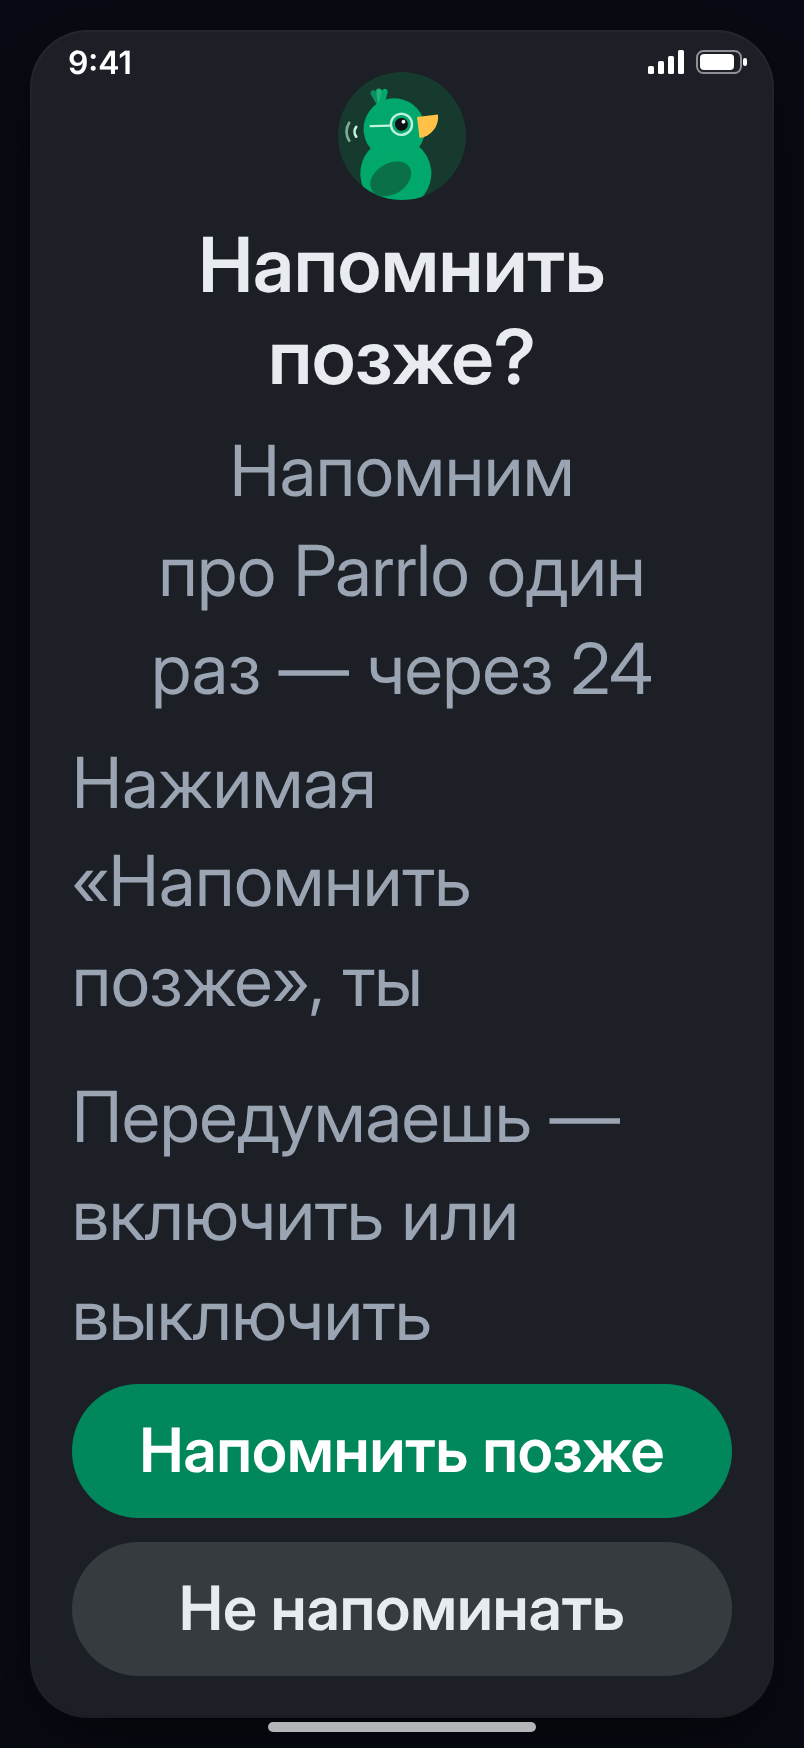 9:41
Напомнить
позже?
Напомним
про Parrlo один
раз — через 24
Нажимая
«Напомнить
позже», ты
Передумаешь —
включить или
выключить
Напомнить позже
Не напоминать